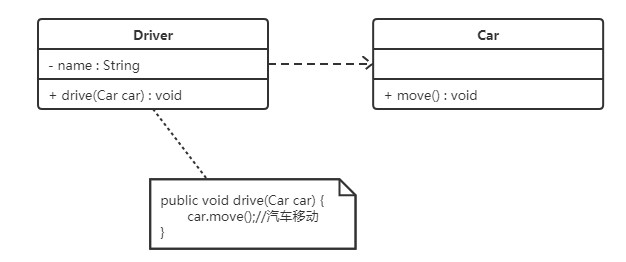 Driver
- name : String
+ drive(Car car) : void
Car
+ move() : void
public void drive(Car car) {
car.move();//汽车移动
}